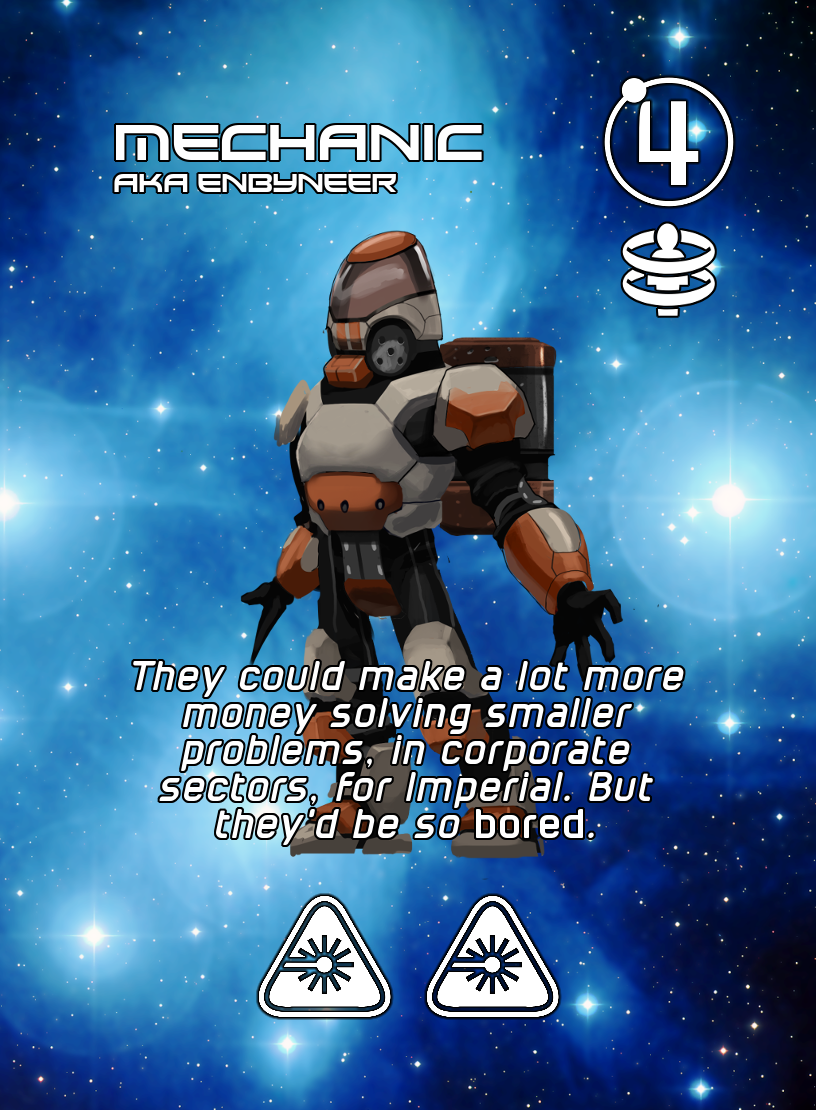 MECHANIC
4
AKA ENBYNEER
They could make a lot more
money solving smaller
problems, in corporate
sectors, for Imperial. But
they'd be so bored.